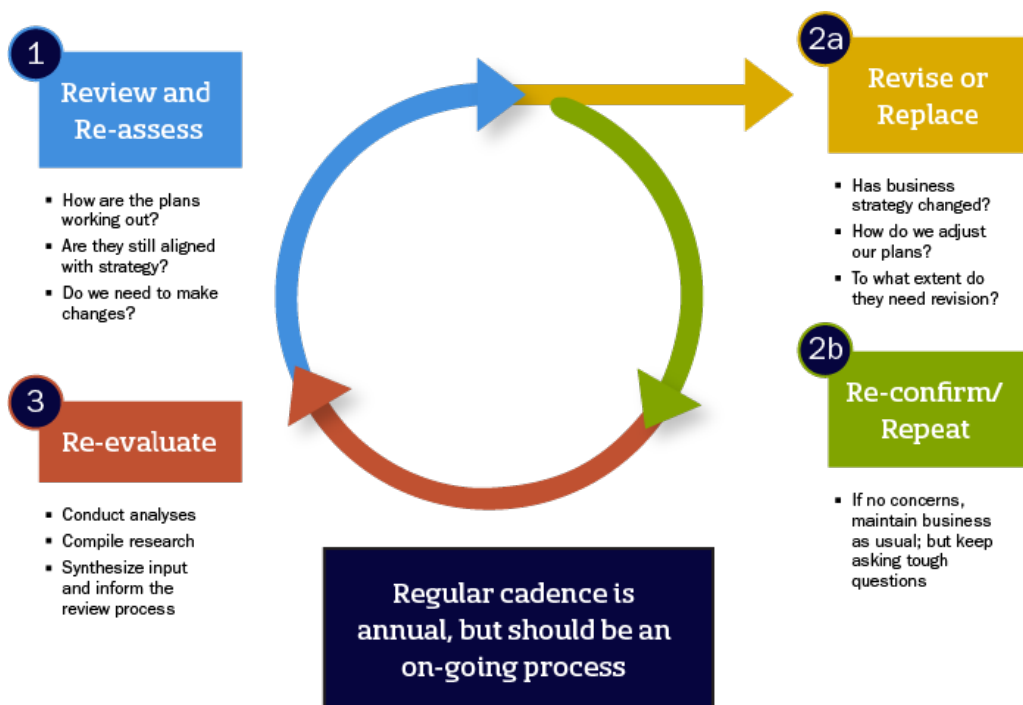 1
Review and
Re-assess
▪ How are the plans
working out?
▪ Are they still aligned
with strategy?
▪ Do we need to make
changes?
2a
Revise or
Replace
▪ Has business
strategy changed?
▪ How do we adjust
our plans?
▪ To what extent do
they need revision?
2b
Re-confirm/
Repeat
▪ If no concerns,
maintain business
as usual; but keep
asking tough
questions
3
Re-evaluate
▪ Conduct analyses
▪ Compile research
▪ Synthesize input
and inform the
review process
Regular cadence is
annual, but should be an
on-going process